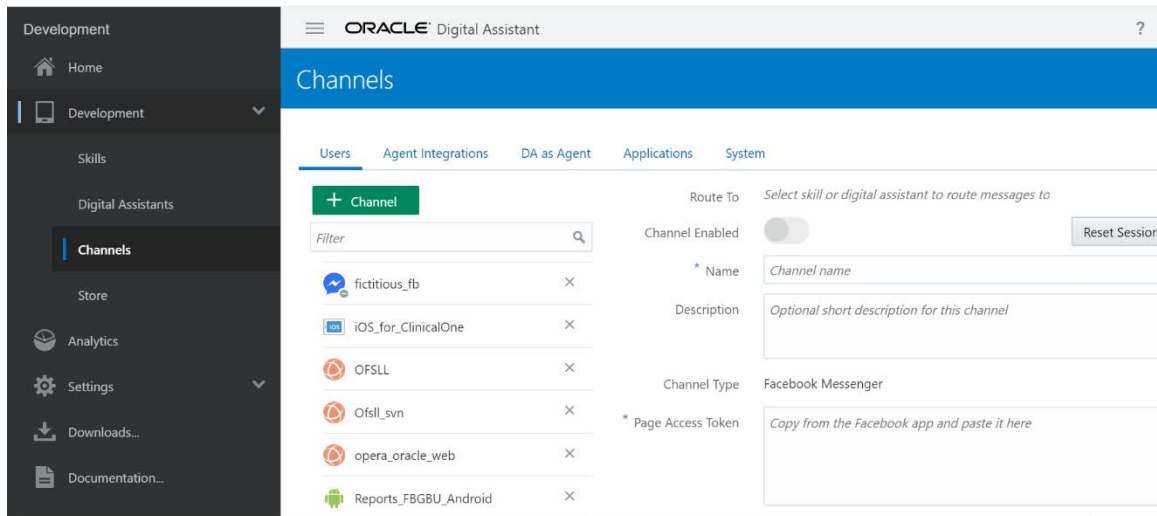 Development
Home
Development
Skills
Digital Assistants
Channels
Store
Analytics
Settings
Downloads...
Documentation...
ORACLE Digital Assistant
?
Channels
Users Agent Integrations DA as Agent Applications System
+ Channel
Filter
fictitious_fb
iOS iOS_for_ClinicalOne
OFSLL
Ofsll_svn
opera_oracle_web
Reports_FBGBU_Android
Route To Select skill or digital assistant to route messages to
Channel Enabled Reset Session
* Name Channel name
Description Optional short description for this channel
Channel Type Facebook Messenger
* Page Access Token Copy from the Facebook app and paste it here